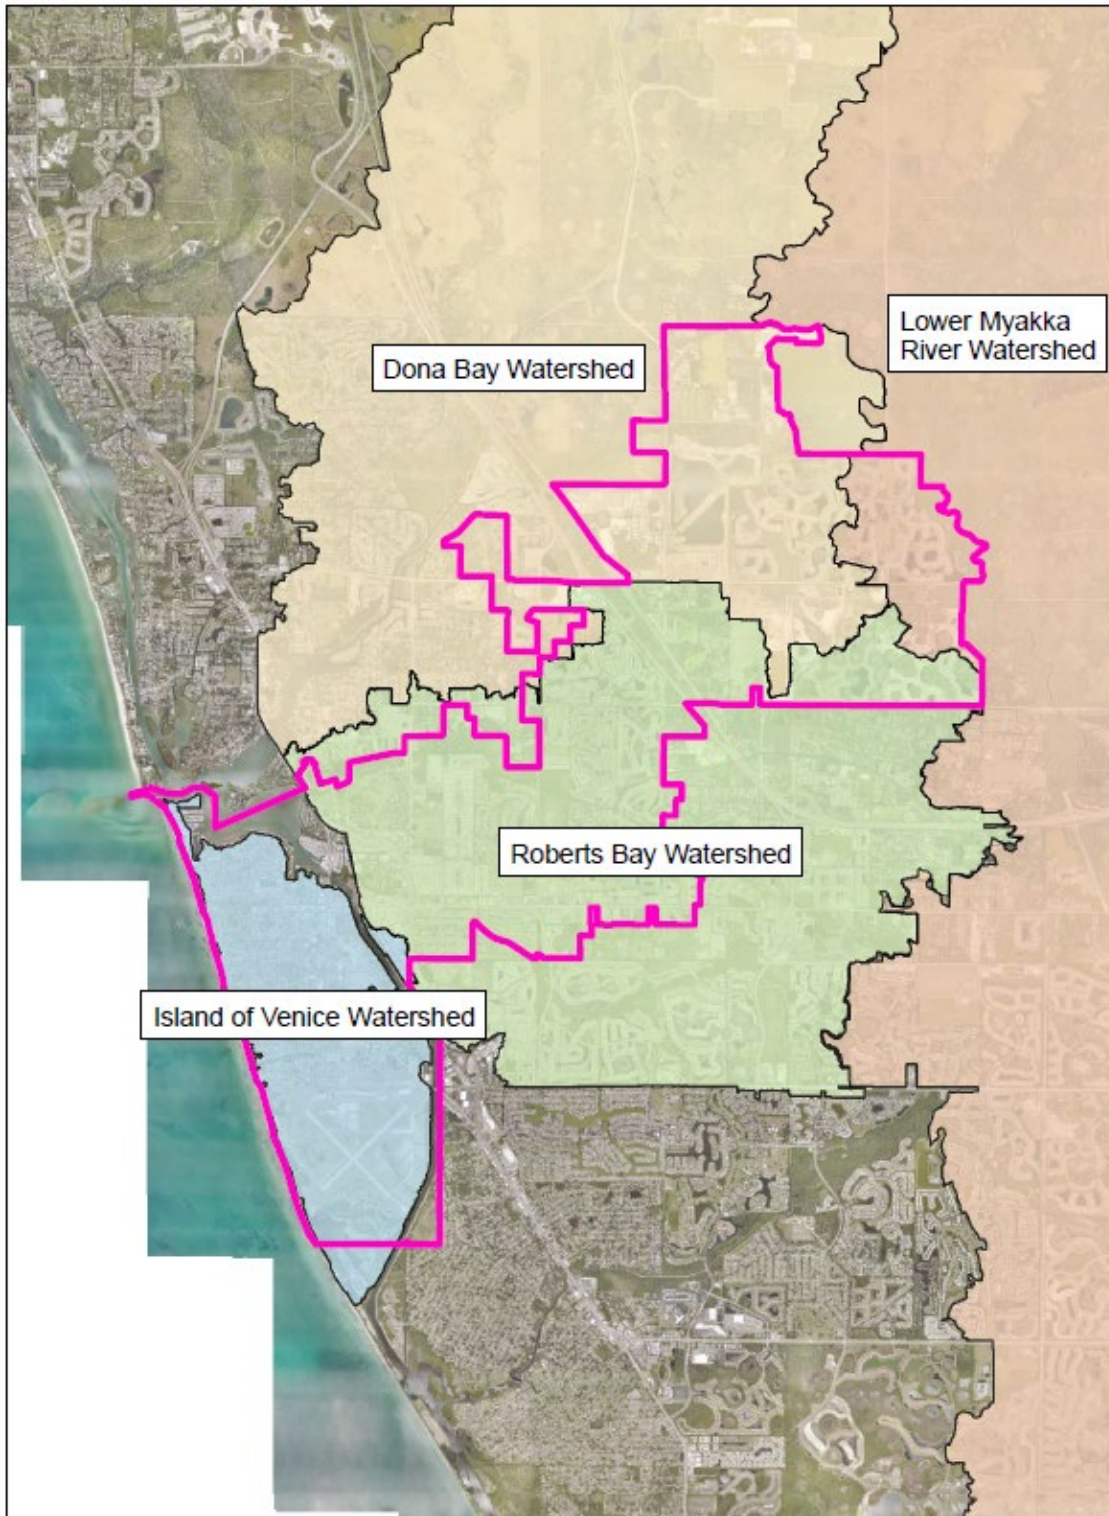 Lower Myakka
River Watershed
Dona Bay Watershed
Roberts Bay Watershed
Island of Venice Watershed